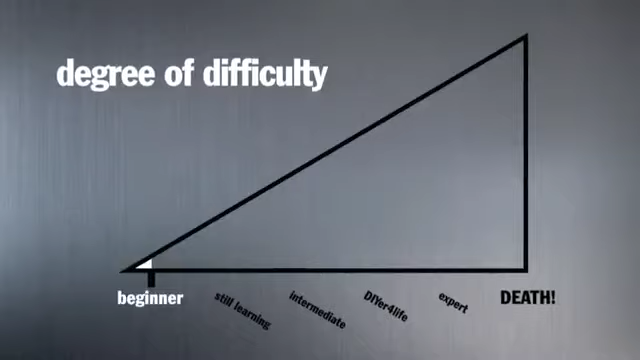 degree of difficulty
beginner
still learning
intermediate
DIYer4life
expert
DEATH!